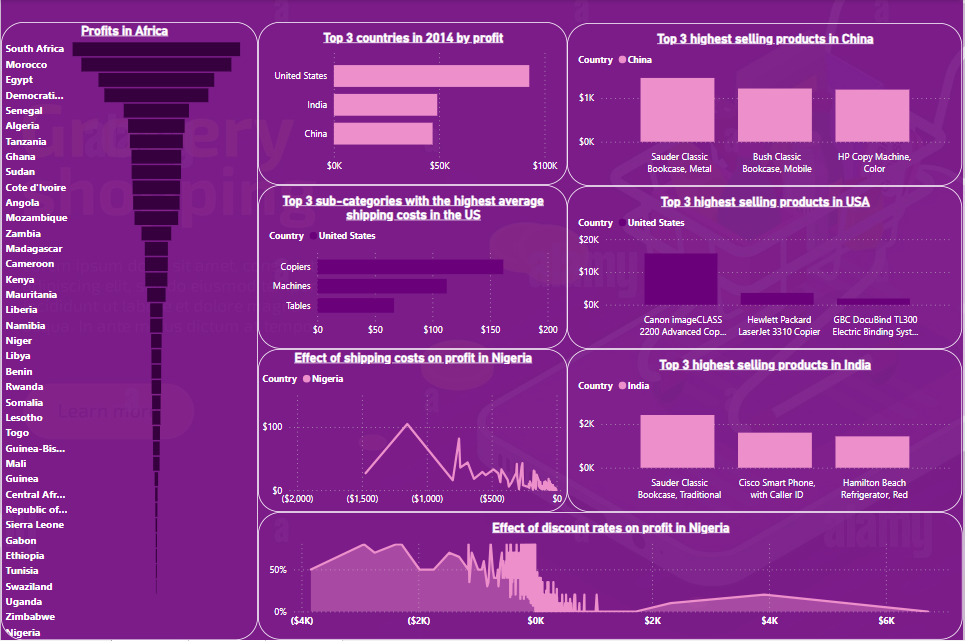 Profits in Africa
South Africa
Morocco
Egypt
Democrati...
Senegal
Algeria
Tanzania
Ghana
Sudan
Cote d'Ivoire
Angola
Mozambique
Zambia
Madagascar
Cameroon
Kenya
Mauritania
Liberia
Namibia
Niger
Libya
Benin
Rwanda
Somalia
Lesotho
Togo
Guinea-Bis...
Mali
Guinea
Central Afr...
Republic of...
Sierra Leone
Gabon
Ethiopia
Tunisia
Swaziland
Uganda
Zimbabwe
Nigeria
Top 3 countries in 2014 by profit
United States
India
China
$0K $50K $100K
Top 3 highest selling products in China
Country China
$1K
$0K
Sauder Classic Bush Classic HP Copy Machine,
Bookcase, Metal Bookcase, Mobile Color
Top 3 sub-categories with the highest average
shipping costs in the US
Country United States
Copiers
Machines
Tables
$0 $50 $100 $150 $200
Top 3 highest selling products in USA
Country United States
$20K
$10K
$0K
Canon imageCLASS Hewlett Packard GBC DocuBind TL300
2200 Advanced Cop... LaserJet 3310 Copier Electric Binding Syst...
Effect of shipping costs on profit in Nigeria
Country Nigeria
$100
$0
($2,000) ($1,500) ($1,000) ($500) $0
Top 3 highest selling products in India
Country India
$2K
$0K
Sauder Classic Cisco Smart Phone, Hamilton Beach
Bookcase, Traditional with Caller ID Refrigerator, Red
Effect of discount rates on profit in Nigeria
50%
0%
($4K) ($2K) $0K $2K $4K $6K
Grocery
shopping
Learn more
alamy